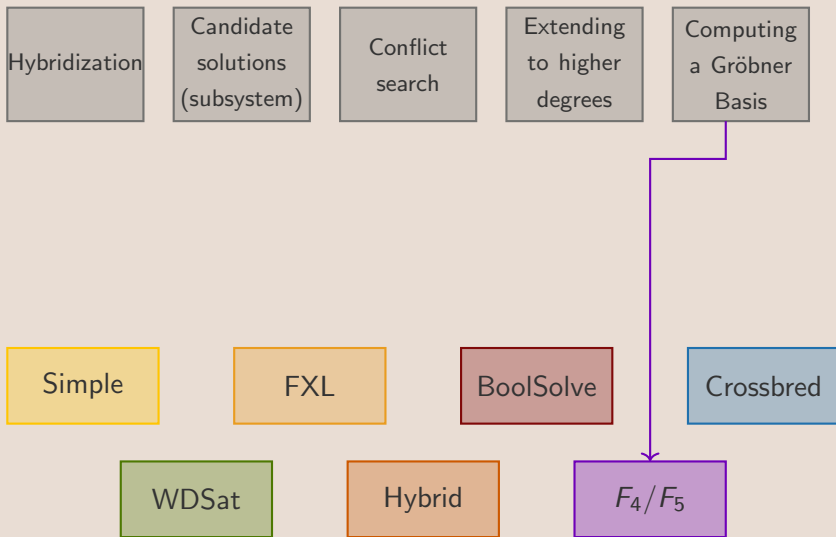 Hybridization
Candidate
solutions
(subsystem)
Conflict
search
Extending
to higher
degrees
Computing
a Gröbner
Basis
Simple
FXL
BoolSolve
Crossbred
WDSat
Hybrid
F₄/F₅